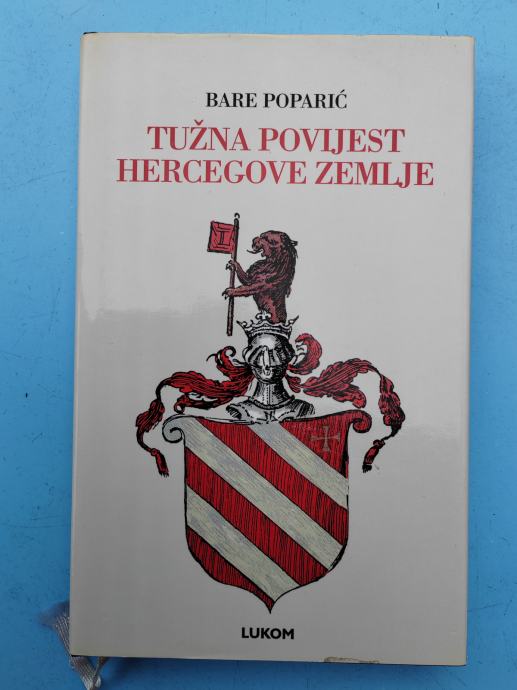 BARE POPARIĆ
TUŽNA POVIJEST
HERCEGOVE ZEMLJE
I
LUKOM